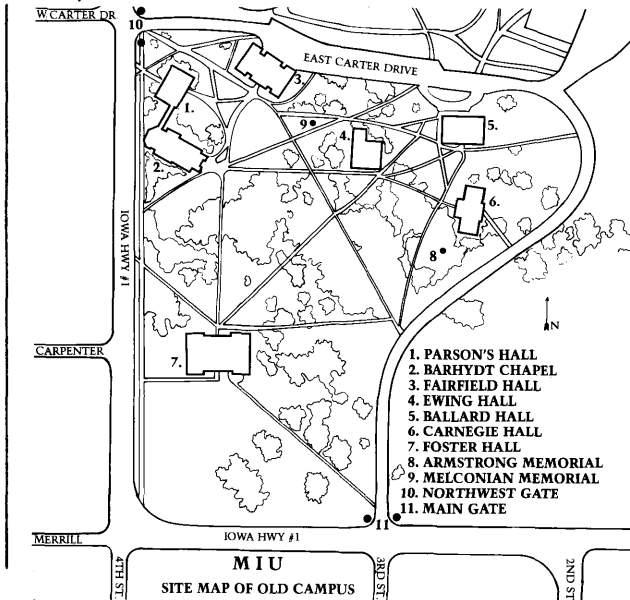 W. CARTER DR
10
EAST CARTER DRIVE
3.
1.
9
4.
5.
2.
6.
IOWA HWY #1
8
N
CARPENTER
7.
1. PARSON'S HALL
2. BARHYDT CHAPEL
3. FAIRFIELD HALL
4. EWING HALL
5. BALLARD HALL
6. CARNEGIE HALL
7. FOSTER HALL
8. ARMSTRONG MEMORIAL
9. MELCONIAN MEMORIAL
10. NORTHWEST GATE
11. MAIN GATE
11
MERRILL
IOWA HWY #1
4TH ST.
MIU
3RD ST.
2ND ST.
SITE MAP OF OLD CAMPUS